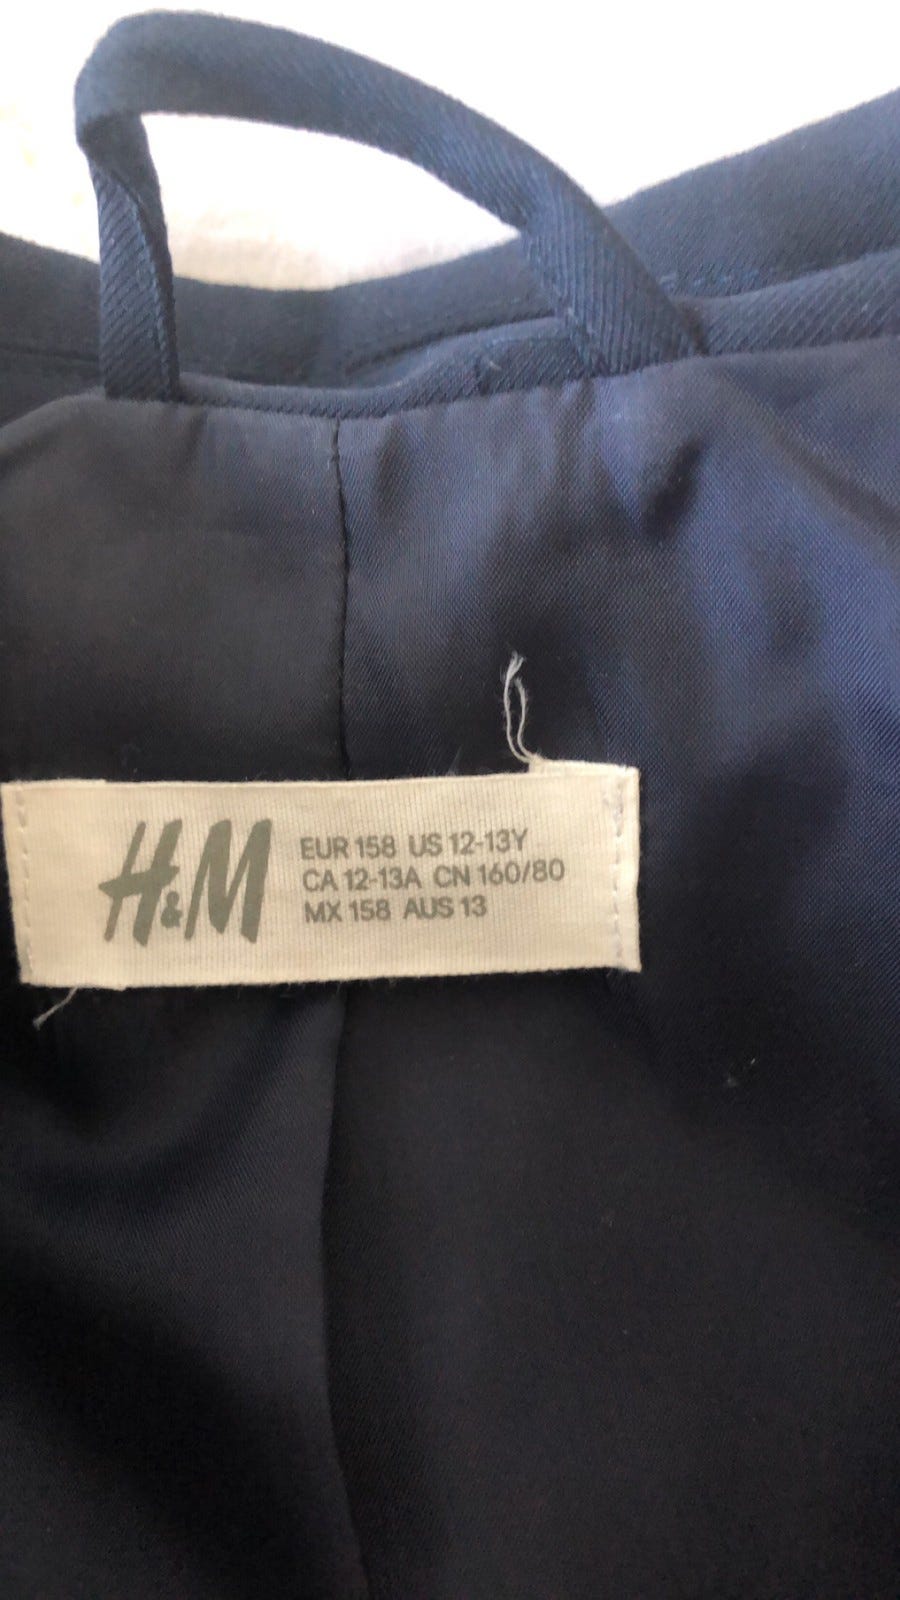 H&M
EUR 158 US 12-13Y
CA 12-13A CN 160/80
MX 158 AUS 13